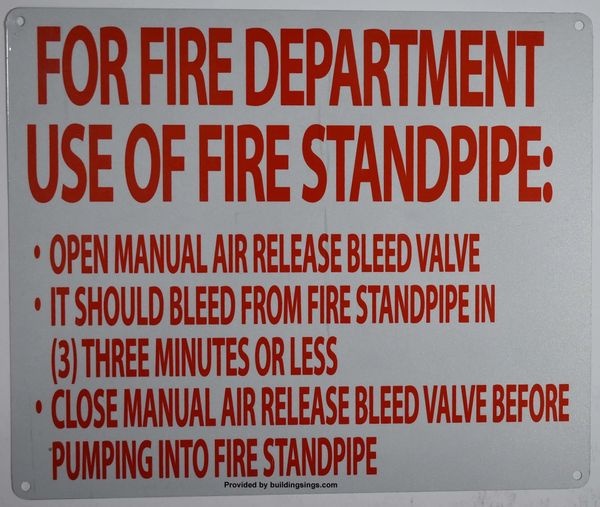 FOR FIRE DEPARTMENT
USE OF FIRE STANDPIPE:
• OPEN MANUAL AIR RELEASE BLEED VALVE
• IT SHOULD BLEED FROM FIRE STANDPIPE IN
(3) THREE MINUTES OR LESS
• CLOSE MANUAL AIR RELEASE BLEED VALVE BEFORE
PUMPING INTO FIRE STANDPIPE
Provided by buildingsings.com